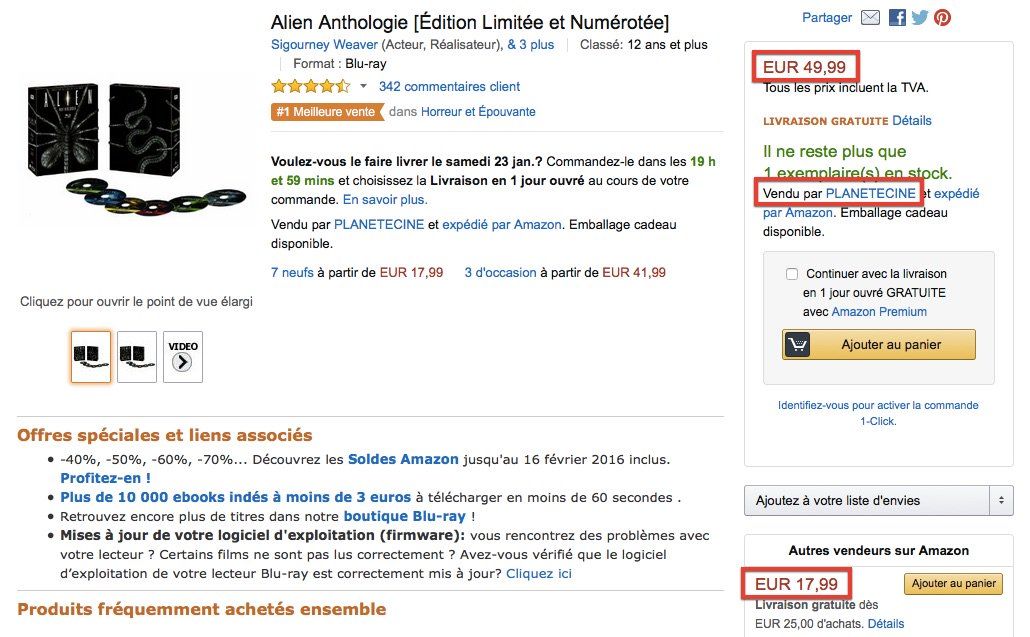 Alien Anthologie [Édition Limitée et Numérotée]
Sigourney Weaver (Acteur, Réalisateur), & 3 plus | Classé: 12 ans et plus
| Format : Blu-ray
342 commentaires client
#1 Meilleure vente dans Horreur et Épouvante
Voulez-vous le faire livrer le samedi 23 jan.? Commandez-le dans les 19 h
et 59 mins et choisissez la Livraison en 1 jour ouvré au cours de votre
commande. En savoir plus.
Vendu par PLANETECINE et expédié par Amazon. Emballage cadeau
disponible.
7 neufs à partir de EUR 17,99 3 d'occasion à partir de EUR 41,99
ALIEN
Cliquez pour ouvrir le point de vue élargi
VIDEO
Offres spéciales et liens associés
• -40%, -50%, -60%, -70%... Découvrez les Soldes Amazon jusqu'au 16 février 2016 inclus.
Profitez-en !
• Plus de 10 000 ebooks indés à moins de 3 euros à télécharger en moins de 60 secondes .
• Retrouvez encore plus de titres dans notre boutique Blu-ray !
• Mises à jour de votre logiciel d'exploitation (firmware): vous rencontrez des problèmes avec
votre lecteur ? Certains films ne sont pas lus correctement ? Avez-vous vérifié que le logiciel
d'exploitation de votre lecteur Blu-ray est correctement mis à jour? Cliquez ici
Produits fréquemment achetés ensemble
Partager
EUR 49,99
Tous les prix incluent la TVA.
LIVRAISON GRATUITE Détails
Il ne reste plus que
1 exemplaire(s) en stock.
Vendu par PLANETECINE et expédié
par Amazon. Emballage cadeau
disponible.
Continuer avec la livraison
en 1 jour ouvré GRATUITE
avec Amazon Premium
Ajouter au panier
Identifiez-vous pour activer la commande
1-Click.
Ajoutez à votre liste d'envies
Autres vendeurs sur Amazon
EUR 17,99
Ajouter au panier
Livraison gratuite dès
EUR 25,00 d'achats. Détails